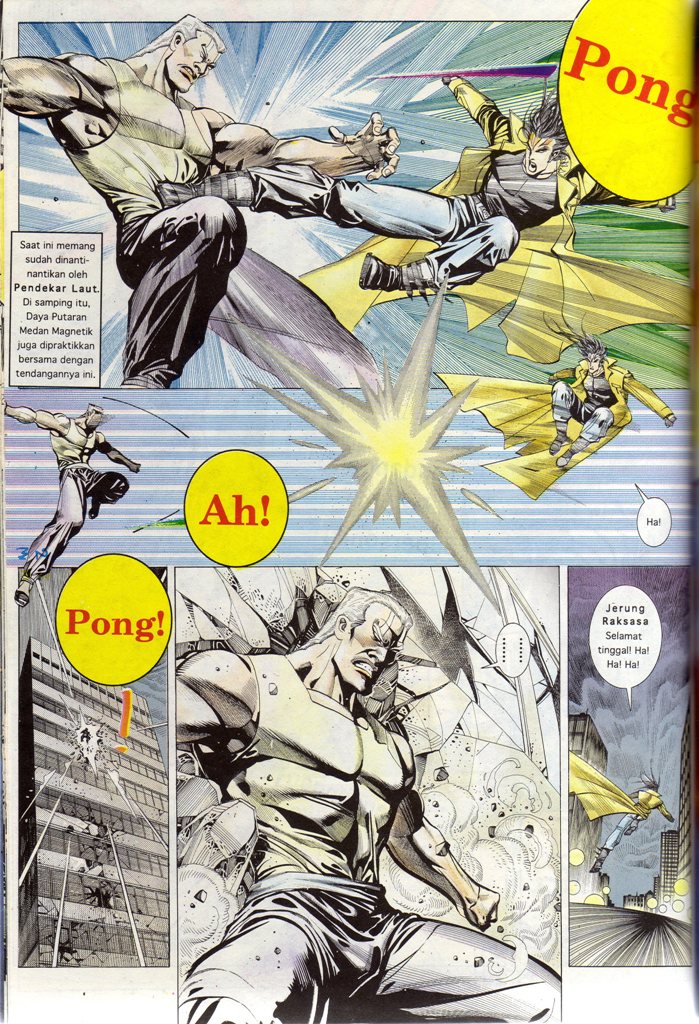 Pong
Saat ini memang
sudah dinanti-
nantikan oleh
Pendekar Laut.
Di samping itu,
Daya Putaran
Medan Magnetik
juga dipraktikkan
bersama dengan
tendangannya ini.
Ah!
Ha!
Pong!
......
Jerung
Raksasa
Selamat
tinggal! Ha!
Ha! Ha!